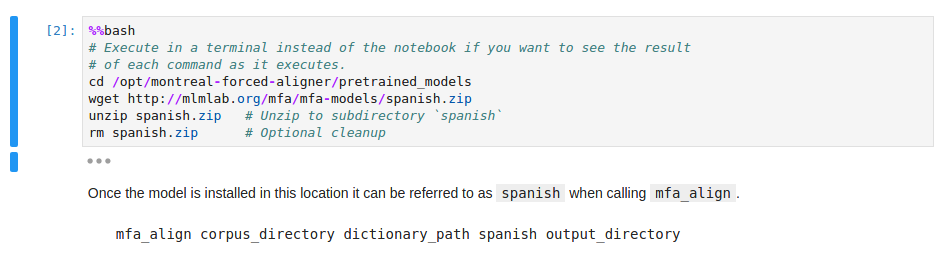 [2]: %%bash
# Execute in a terminal instead of the notebook if you want to see the result
# of each command as it executes.
cd /opt/montreal-forced-aligner/pretrained_models
wget http://mlmlab.org/mfa/mfa-models/spanish.zip
unzip spanish.zip   # Unzip to subdirectory `spanish`
rm spanish.zip      # Optional cleanup
•••
Once the model is installed in this location it can be referred to as spanish when calling mfa_align.
mfa_align corpus_directory dictionary_path spanish output_directory